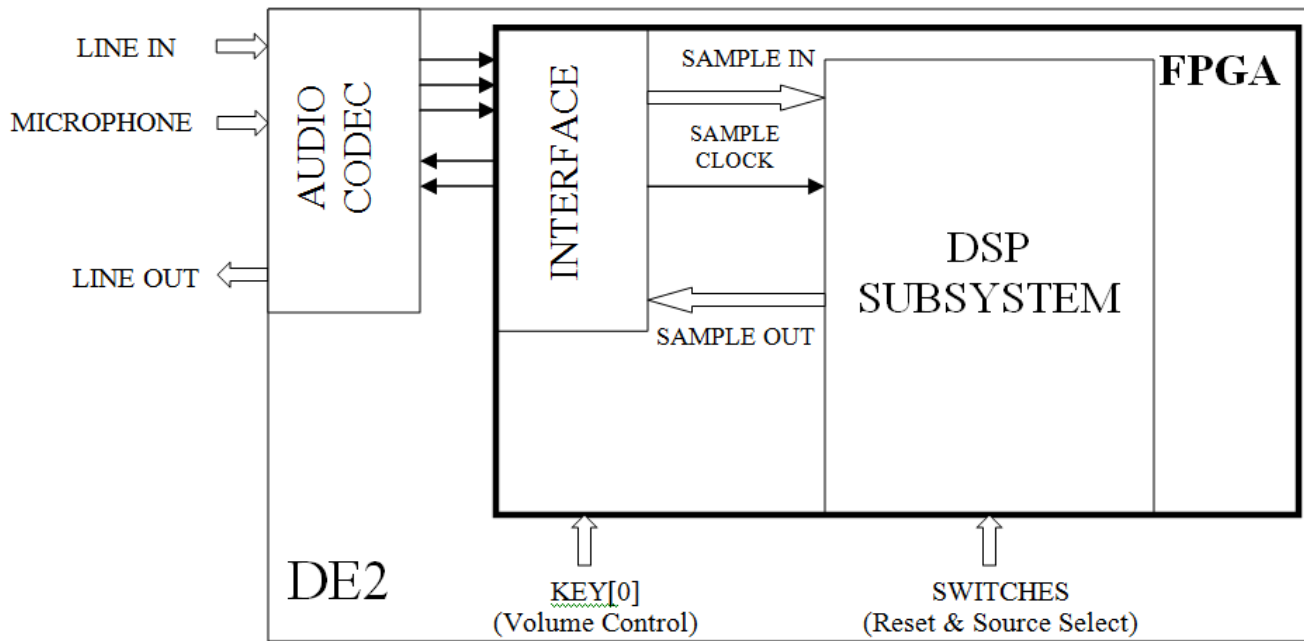 LINE IN
MICROPHONE
LINE OUT
AUDIO
CODEC
INTERFACE
SAMPLE IN
SAMPLE
CLOCK
SAMPLE OUT
FPGA
DSP
SUBSYSTEM
DE2
KEY[0]
(Volume Control)
SWITCHES
(Reset & Source Select)